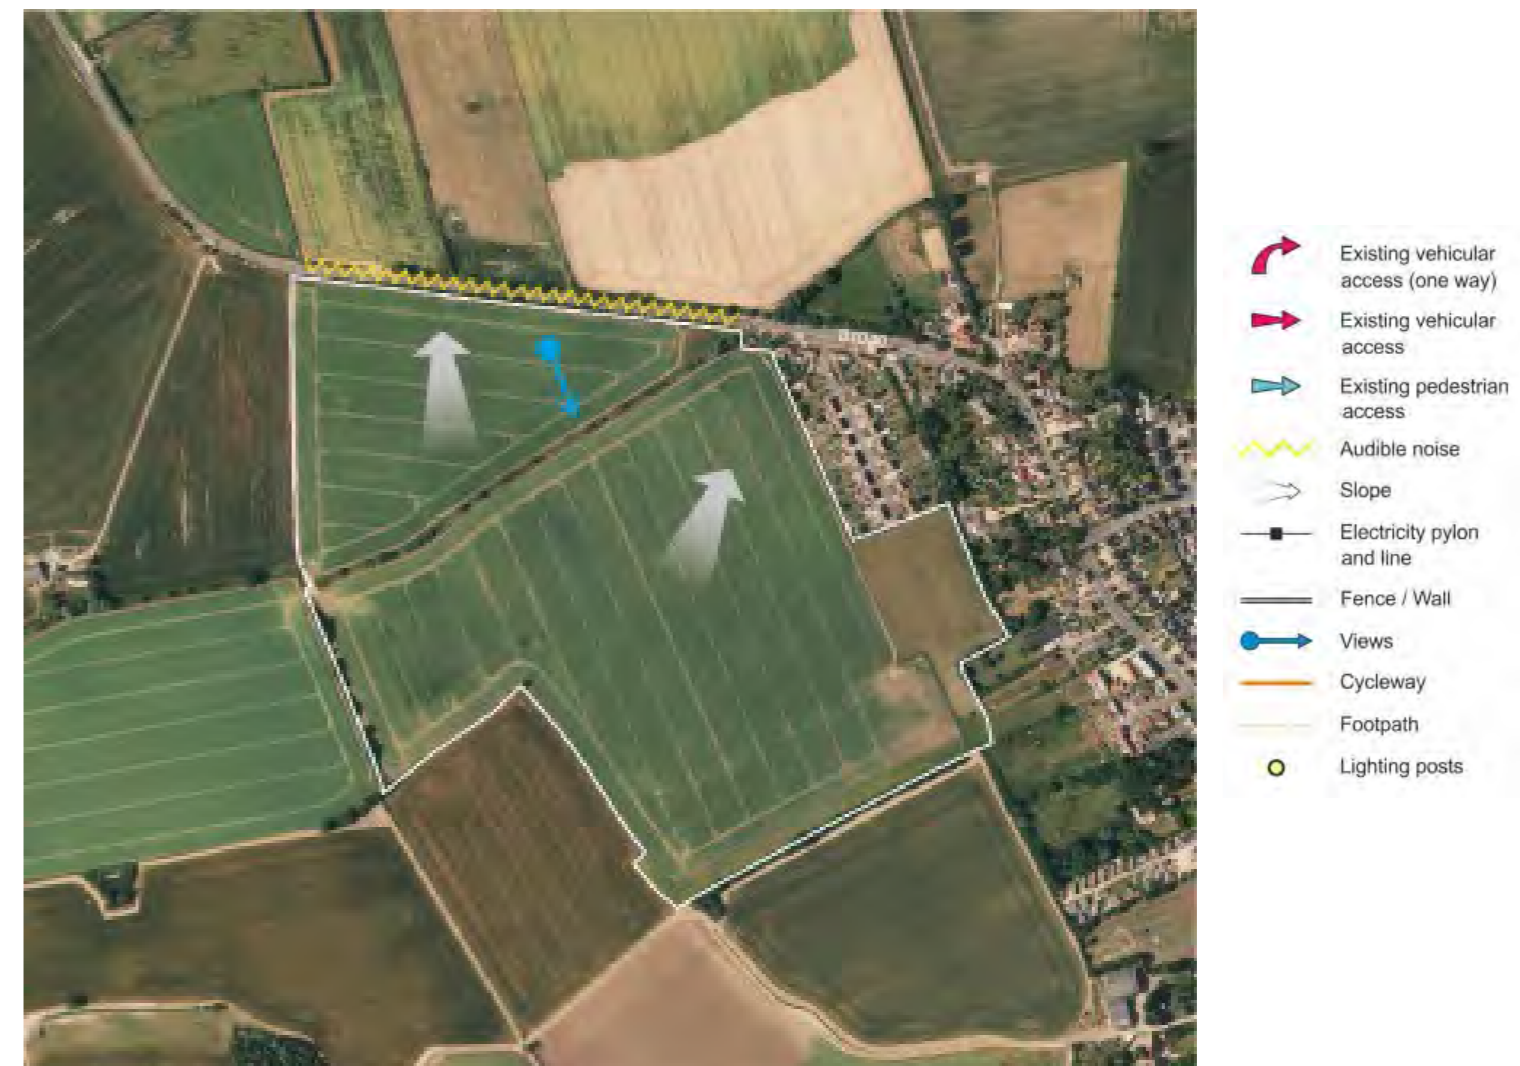 Existing vehicular
access (one way)
Existing vehicular
access
Existing pedestrian
access
Audible noise
Slope
Electricity pylon
and line
Fence / Wall
Views
Cycleway
Footpath
Lighting posts